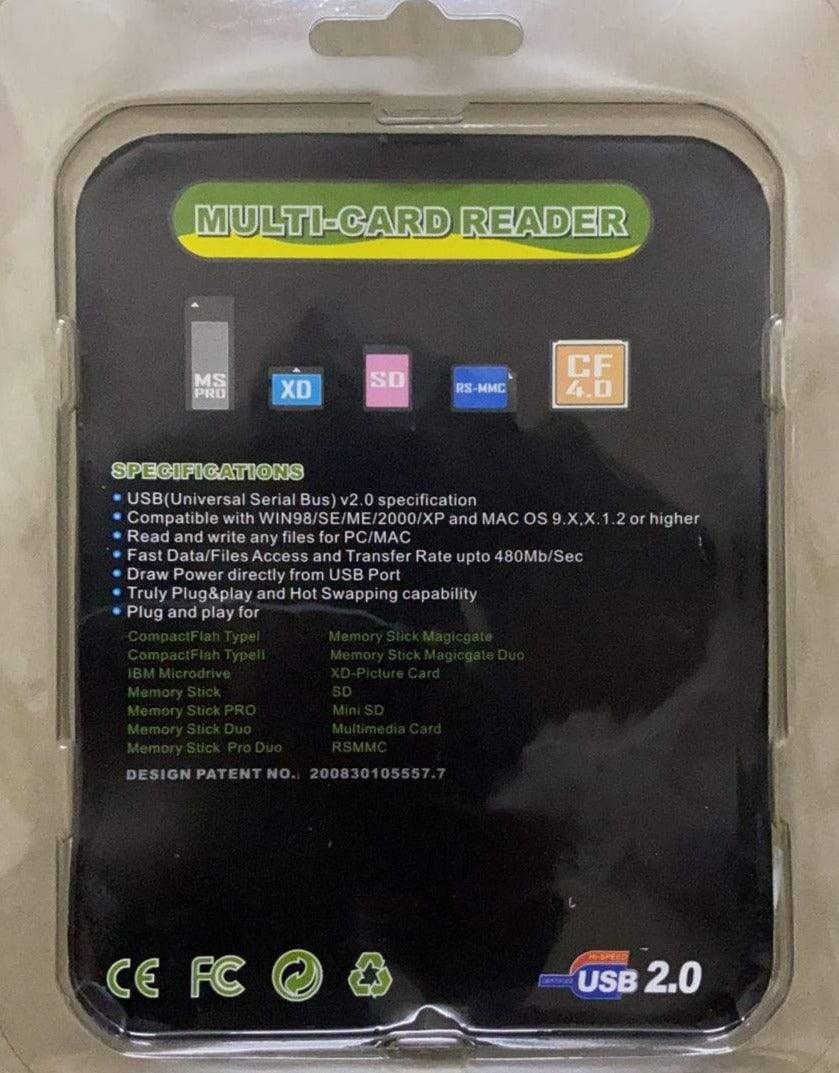 MULTI-CARD READER
MS
PRO
XD
SD
RS-MMC
CF
4.0
SPECIFICATIONS
USB(Universal Serial Bus) v2.0 specification
Compatible with WIN98/SE/ME/2000/XP and MAC OS 9.X,X.1.2 or higher
Read and write any files for PC/MAC
Fast Data/Files Access and Transfer Rate upto 480Mb/Sec
Draw Power directly from USB Port
Truly Plug&play and Hot Swapping capability
Plug and play for
CompactFlah TypeI Memory Stick Magicgate
CompactFlah TypeII Memory Stick Magicgate Duo
IBM Microdrive XD-Picture Card
Memory Stick SD
Memory Stick PRO Mini SD
Memory Stick Duo Multimedia Card
Memory Stick Pro Duo RSMMC
DESIGN PATENT NO.: 200830105557.7
CE FC
HI-SPEED
CERTIFIED USB 2.0